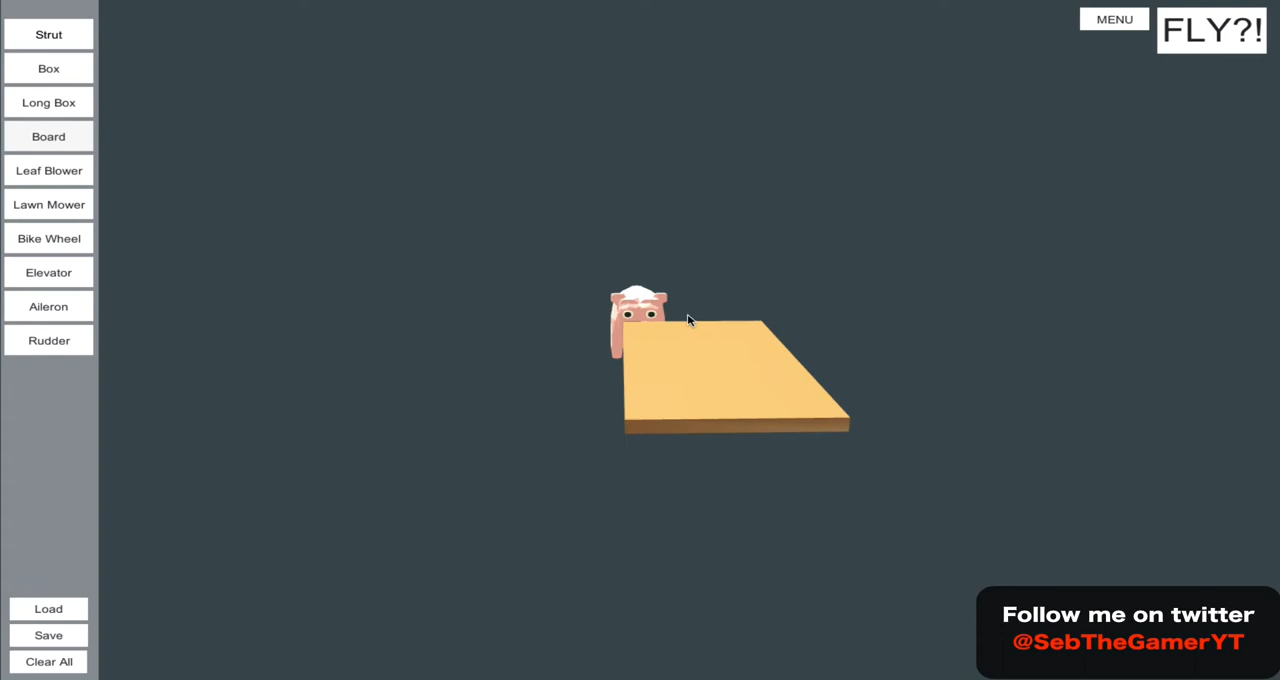 Strut
Box
Long Box
Board
Leaf Blower
Lawn Mower
Bike Wheel
Elevator
Aileron
Rudder
Load
Save
Clear All
MENU
FLY?!
Follow me on twitter
@SebTheGamerYT